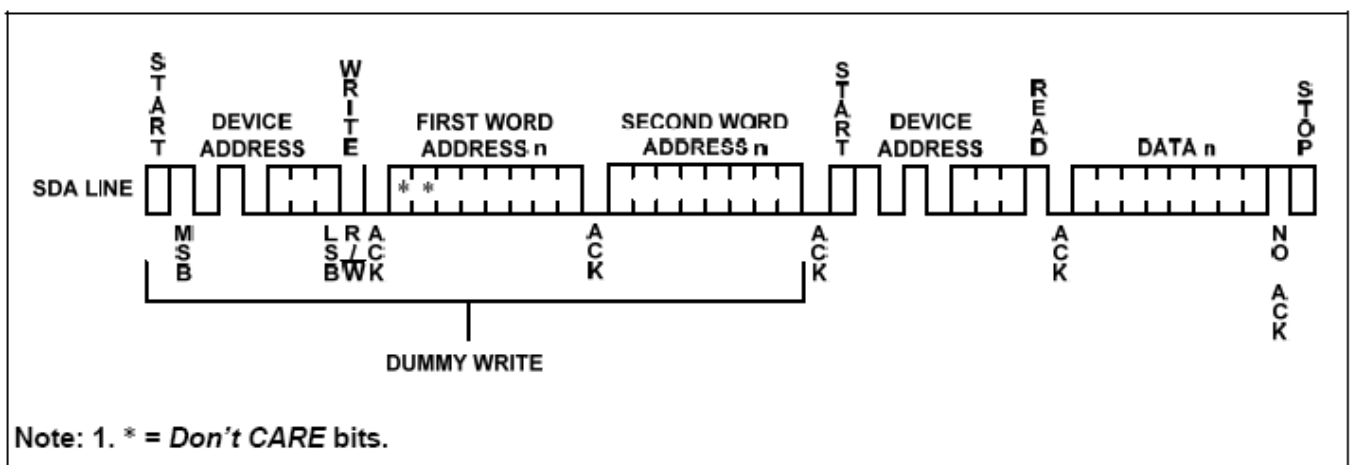 START
WRITE
START
READ
STOP
DEVICE ADDRESS
FIRST WORD ADDRESS n
SECOND WORD ADDRESS n
DEVICE ADDRESS
DATA n
SDA LINE
* *
MSB
LSB
R/W
ACK
ACK
ACK
ACK
NO ACK
DUMMY WRITE
Note: 1. * = Don't CARE bits.